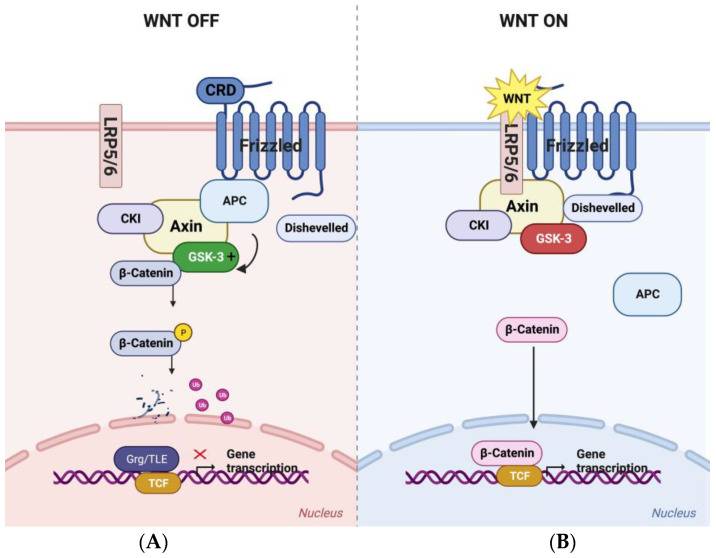 WNT OFF
CRD
LRP5/6
Frizzled
APC
CKI
Axin
Dishevelled
GSK-3 +
β-Catenin
β-Catenin
P
Ub
Ub
Ub
Ub
Grg/TLE
TCF
Gene
transcription
Nucleus
(A)
WNT ON
WNT
LRP5/6
Frizzled
Axin
Dishevelled
CKI
GSK-3
APC
β-Catenin
β-Catenin
TCF
Gene
transcription
Nucleus
(B)